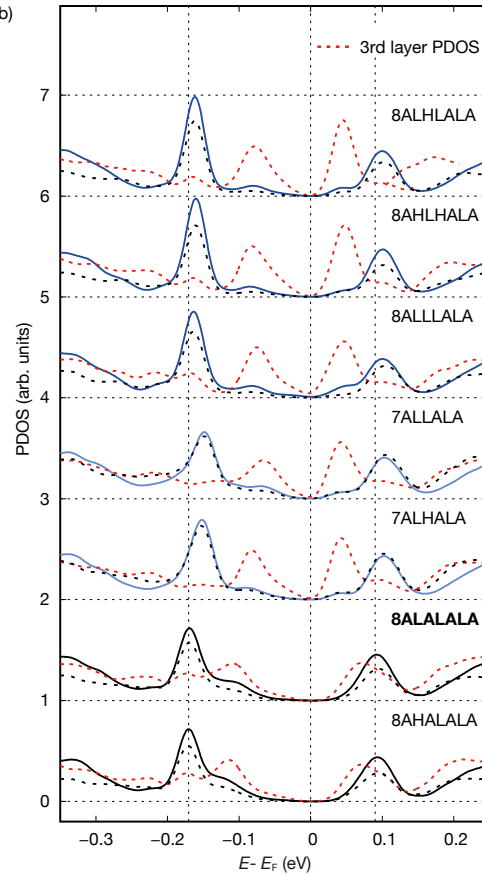 b)
3rd layer PDOS
7
8ALHLALA
6
8AHLHALA
5
8ALLLALA
4
7ALLALA
3
7ALHALA
2
8ALALALA
1
8AHALALA
0
PDOS (arb. units)
−0.3 −0.2 −0.1 0 0.1 0.2
E- EF (eV)